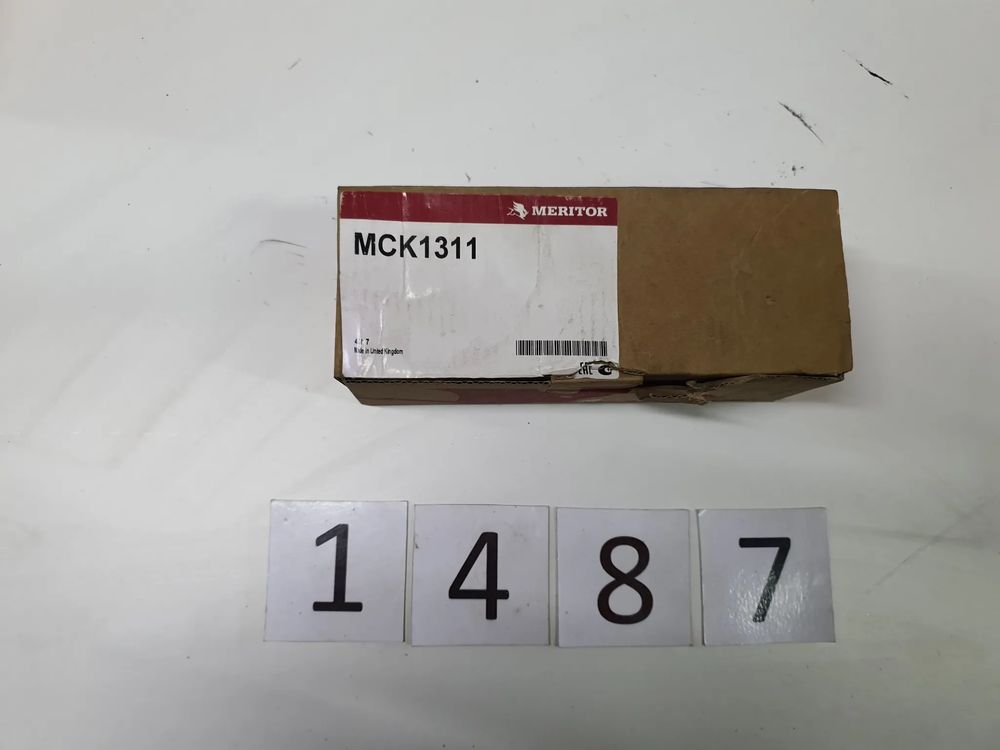 MERITOR
MCK1311
Made in United Kingdom
EAC
1 4 8 7